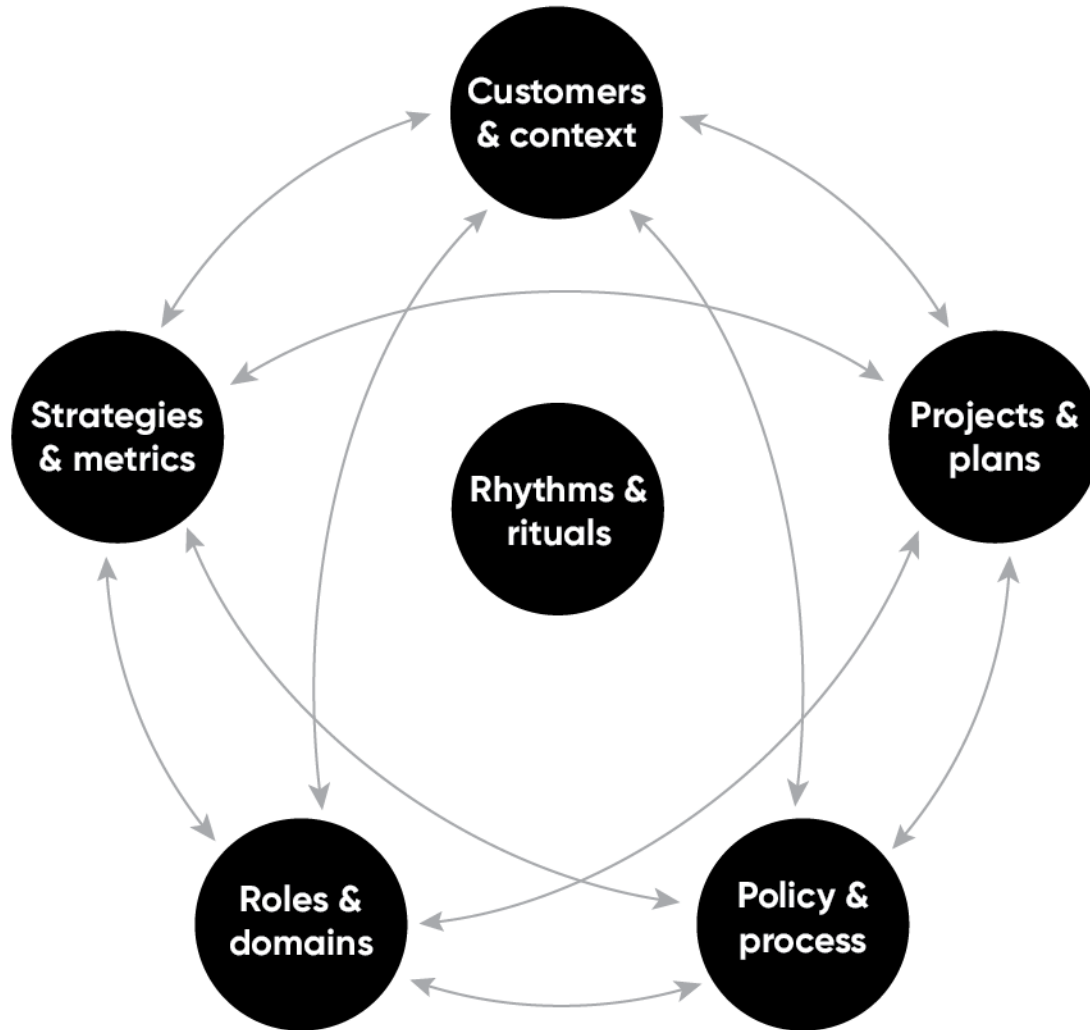 Customers
& context
Strategies
& metrics
Projects &
plans
Rhythms &
rituals
Roles &
domains
Policy &
process